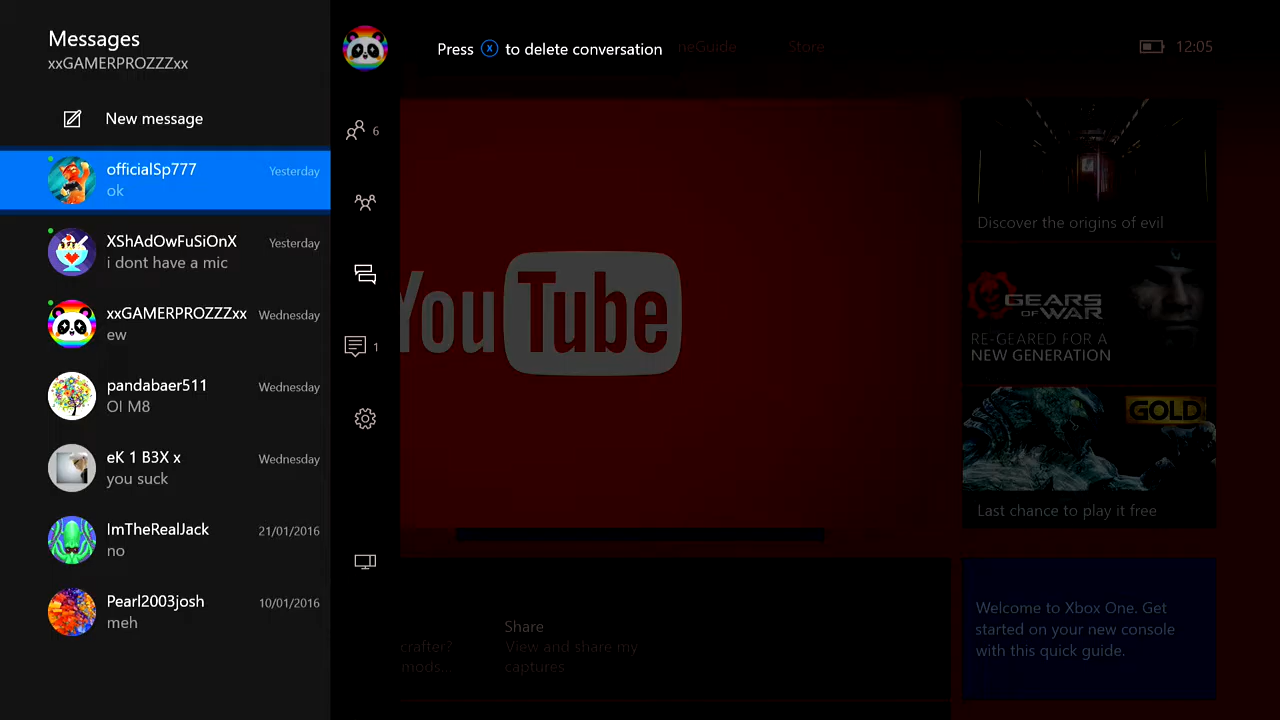 Messages
xxGAMERPROZZZxx
New message
officialSp777
Yesterday
ok
XShAdOwFuSiOnX
Yesterday
i dont have a mic
xxGAMERPROZZZxx
Wednesday
ew
pandabaer511
Wednesday
OI M8
eK 1 B3X x
Wednesday
you suck
ImTheRealJack
21/01/2016
no
Pearl2003josh
10/01/2016
meh
Press X to delete conversation
neGuide
Store
12:05
6
1
YouTube
Discover the origins of evil
GEARS
OF WAR
RE-GEARED FOR A
NEW GENERATION
GOLD
Last chance to play it free
crafter?
mods...
Share
View and share my
captures
Welcome to Xbox One. Get
started on your new console
with this quick guide.